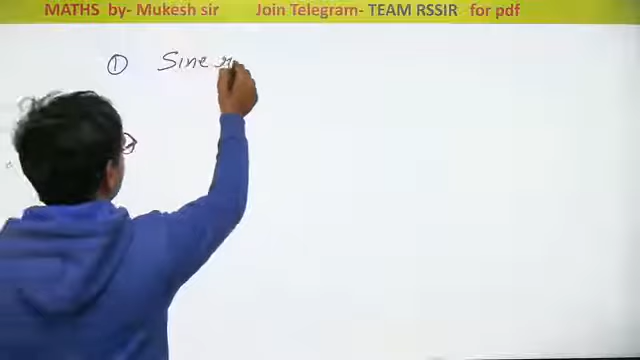 MATHS by- Mukesh sir Join Telegram- TEAM RSSIR for pdf
① Sine